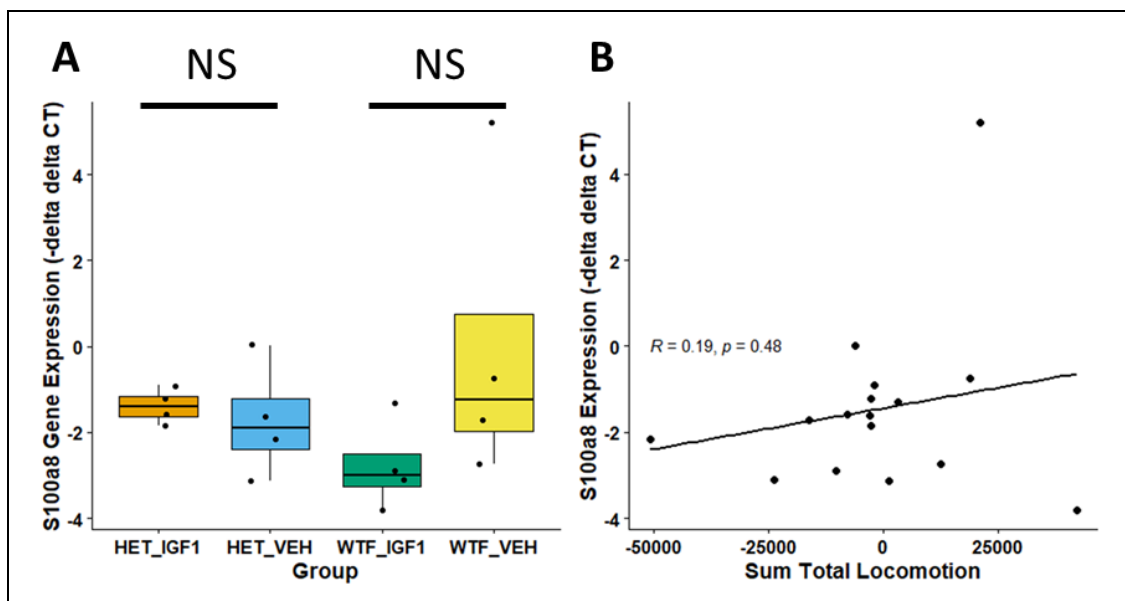 A
NS
NS
S100a8 Gene Expression (-delta delta CT)
4
2
0
-2
-4
HET_IGF1 HET_VEH WTF_IGF1 WTF_VEH
Group
B
S100a8 Expression (-delta delta CT)
4
2
0
-2
-4
R = 0.19, p = 0.48
-50000 -25000 0 25000
Sum Total Locomotion